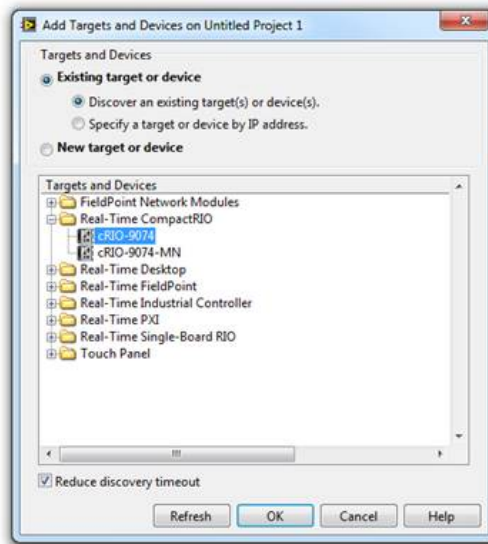 Add Targets and Devices on Untitled Project 1
Targets and Devices
Existing target or device
Discover an existing target(s) or device(s).
Specify a target or device by IP address.
New target or device
Targets and Devices
FieldPoint Network Modules
Real-Time CompactRIO
cRIO-9074
cRIO-9074-MN
Real-Time Desktop
Real-Time FieldPoint
Real-Time Industrial Controller
Real-Time PXI
Real-Time Single-Board RIO
Touch Panel
Reduce discovery timeout
Refresh OK Cancel Help